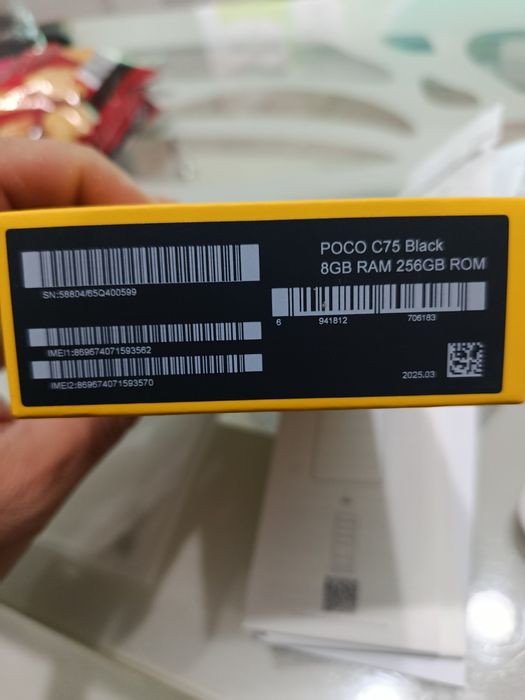 SN:58804/65Q400599
IMEI1:869674071593562
IMEI2:869674071593570
POCO C75 Black
8GB RAM 256GB ROM
6 941812 706183
2025.03